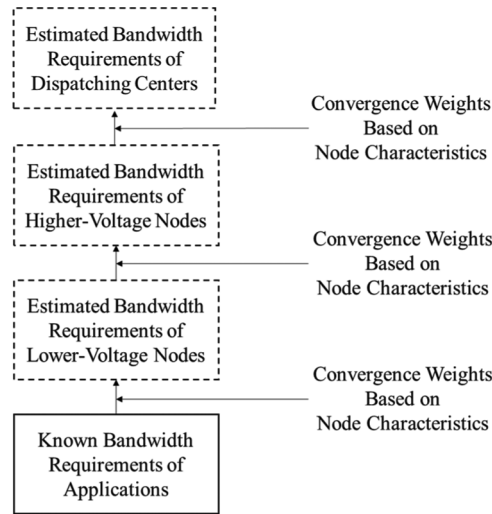 Estimated Bandwidth
Requirements of
Dispatching Centers
Convergence Weights
Based on
Node Characteristics
Estimated Bandwidth
Requirements of
Higher-Voltage Nodes
Convergence Weights
Based on
Node Characteristics
Estimated Bandwidth
Requirements of
Lower-Voltage Nodes
Convergence Weights
Based on
Node Characteristics
Known Bandwidth
Requirements of
Applications